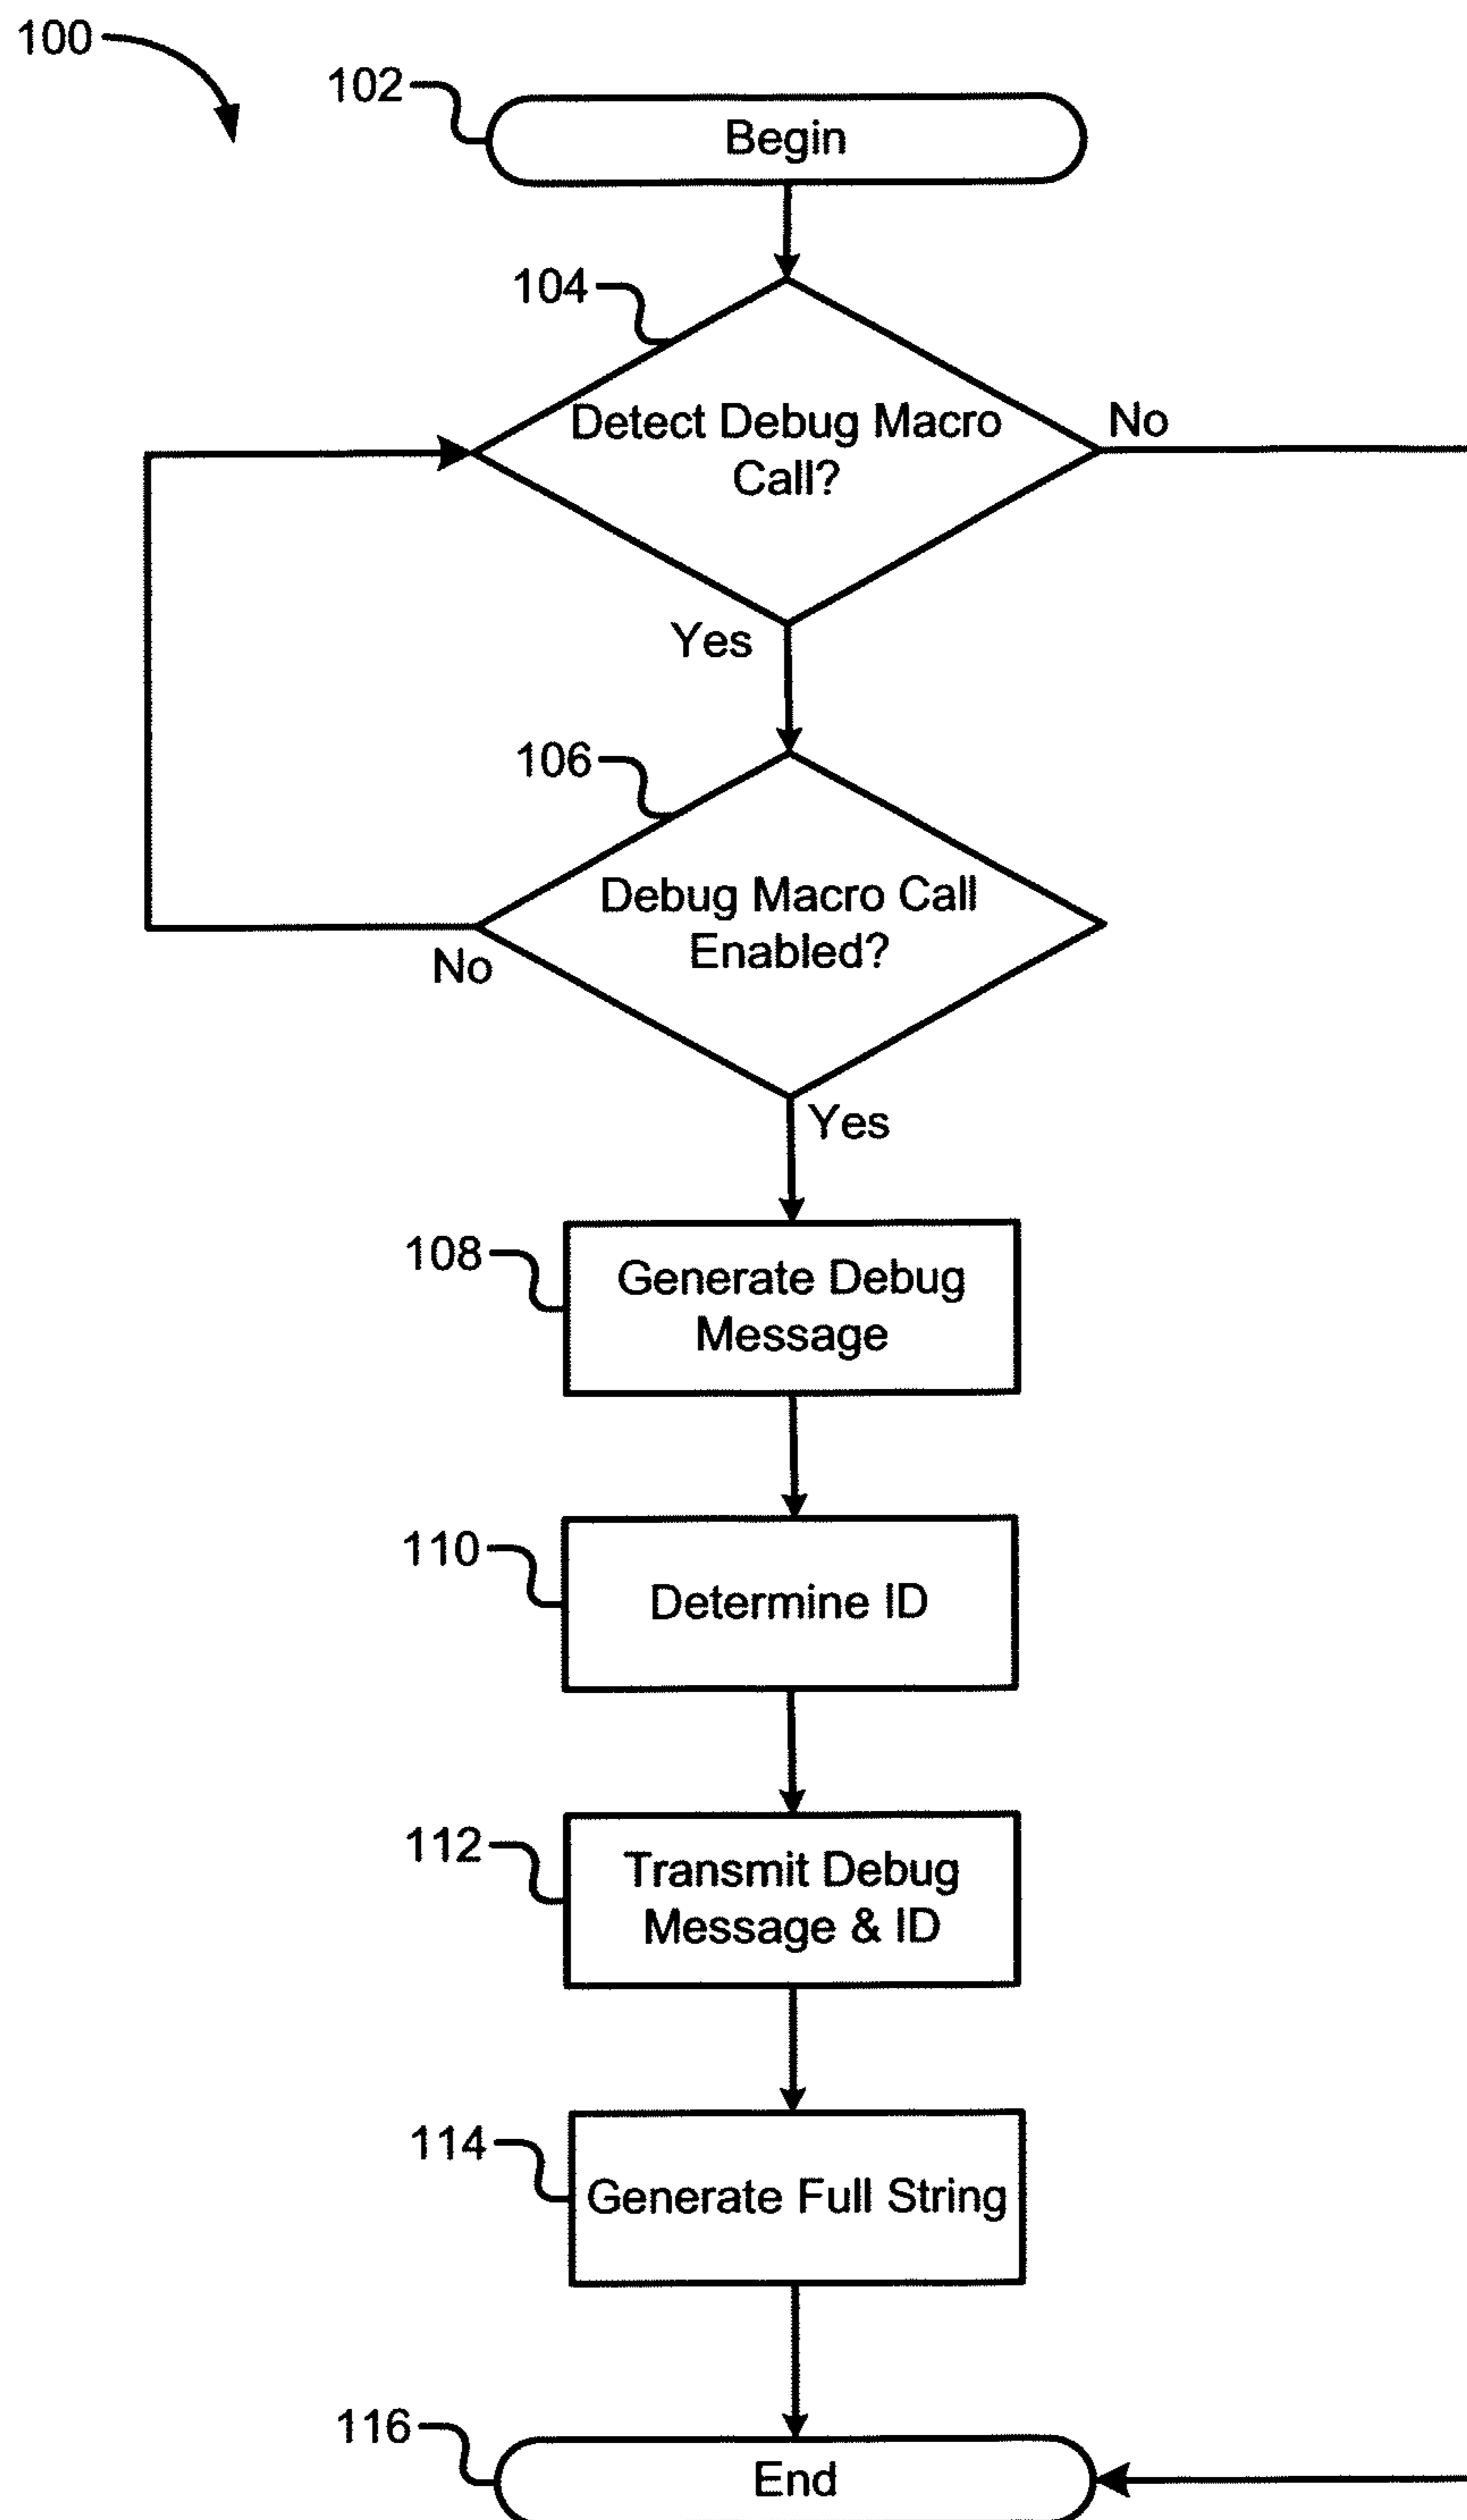 100
102
Begin
104
Detect Debug Macro
Call?
No
Yes
106
Debug Macro Call
Enabled?
No
Yes
108
Generate Debug
Message
110
Determine ID
112
Transmit Debug
Message & ID
114
Generate Full String
116
End